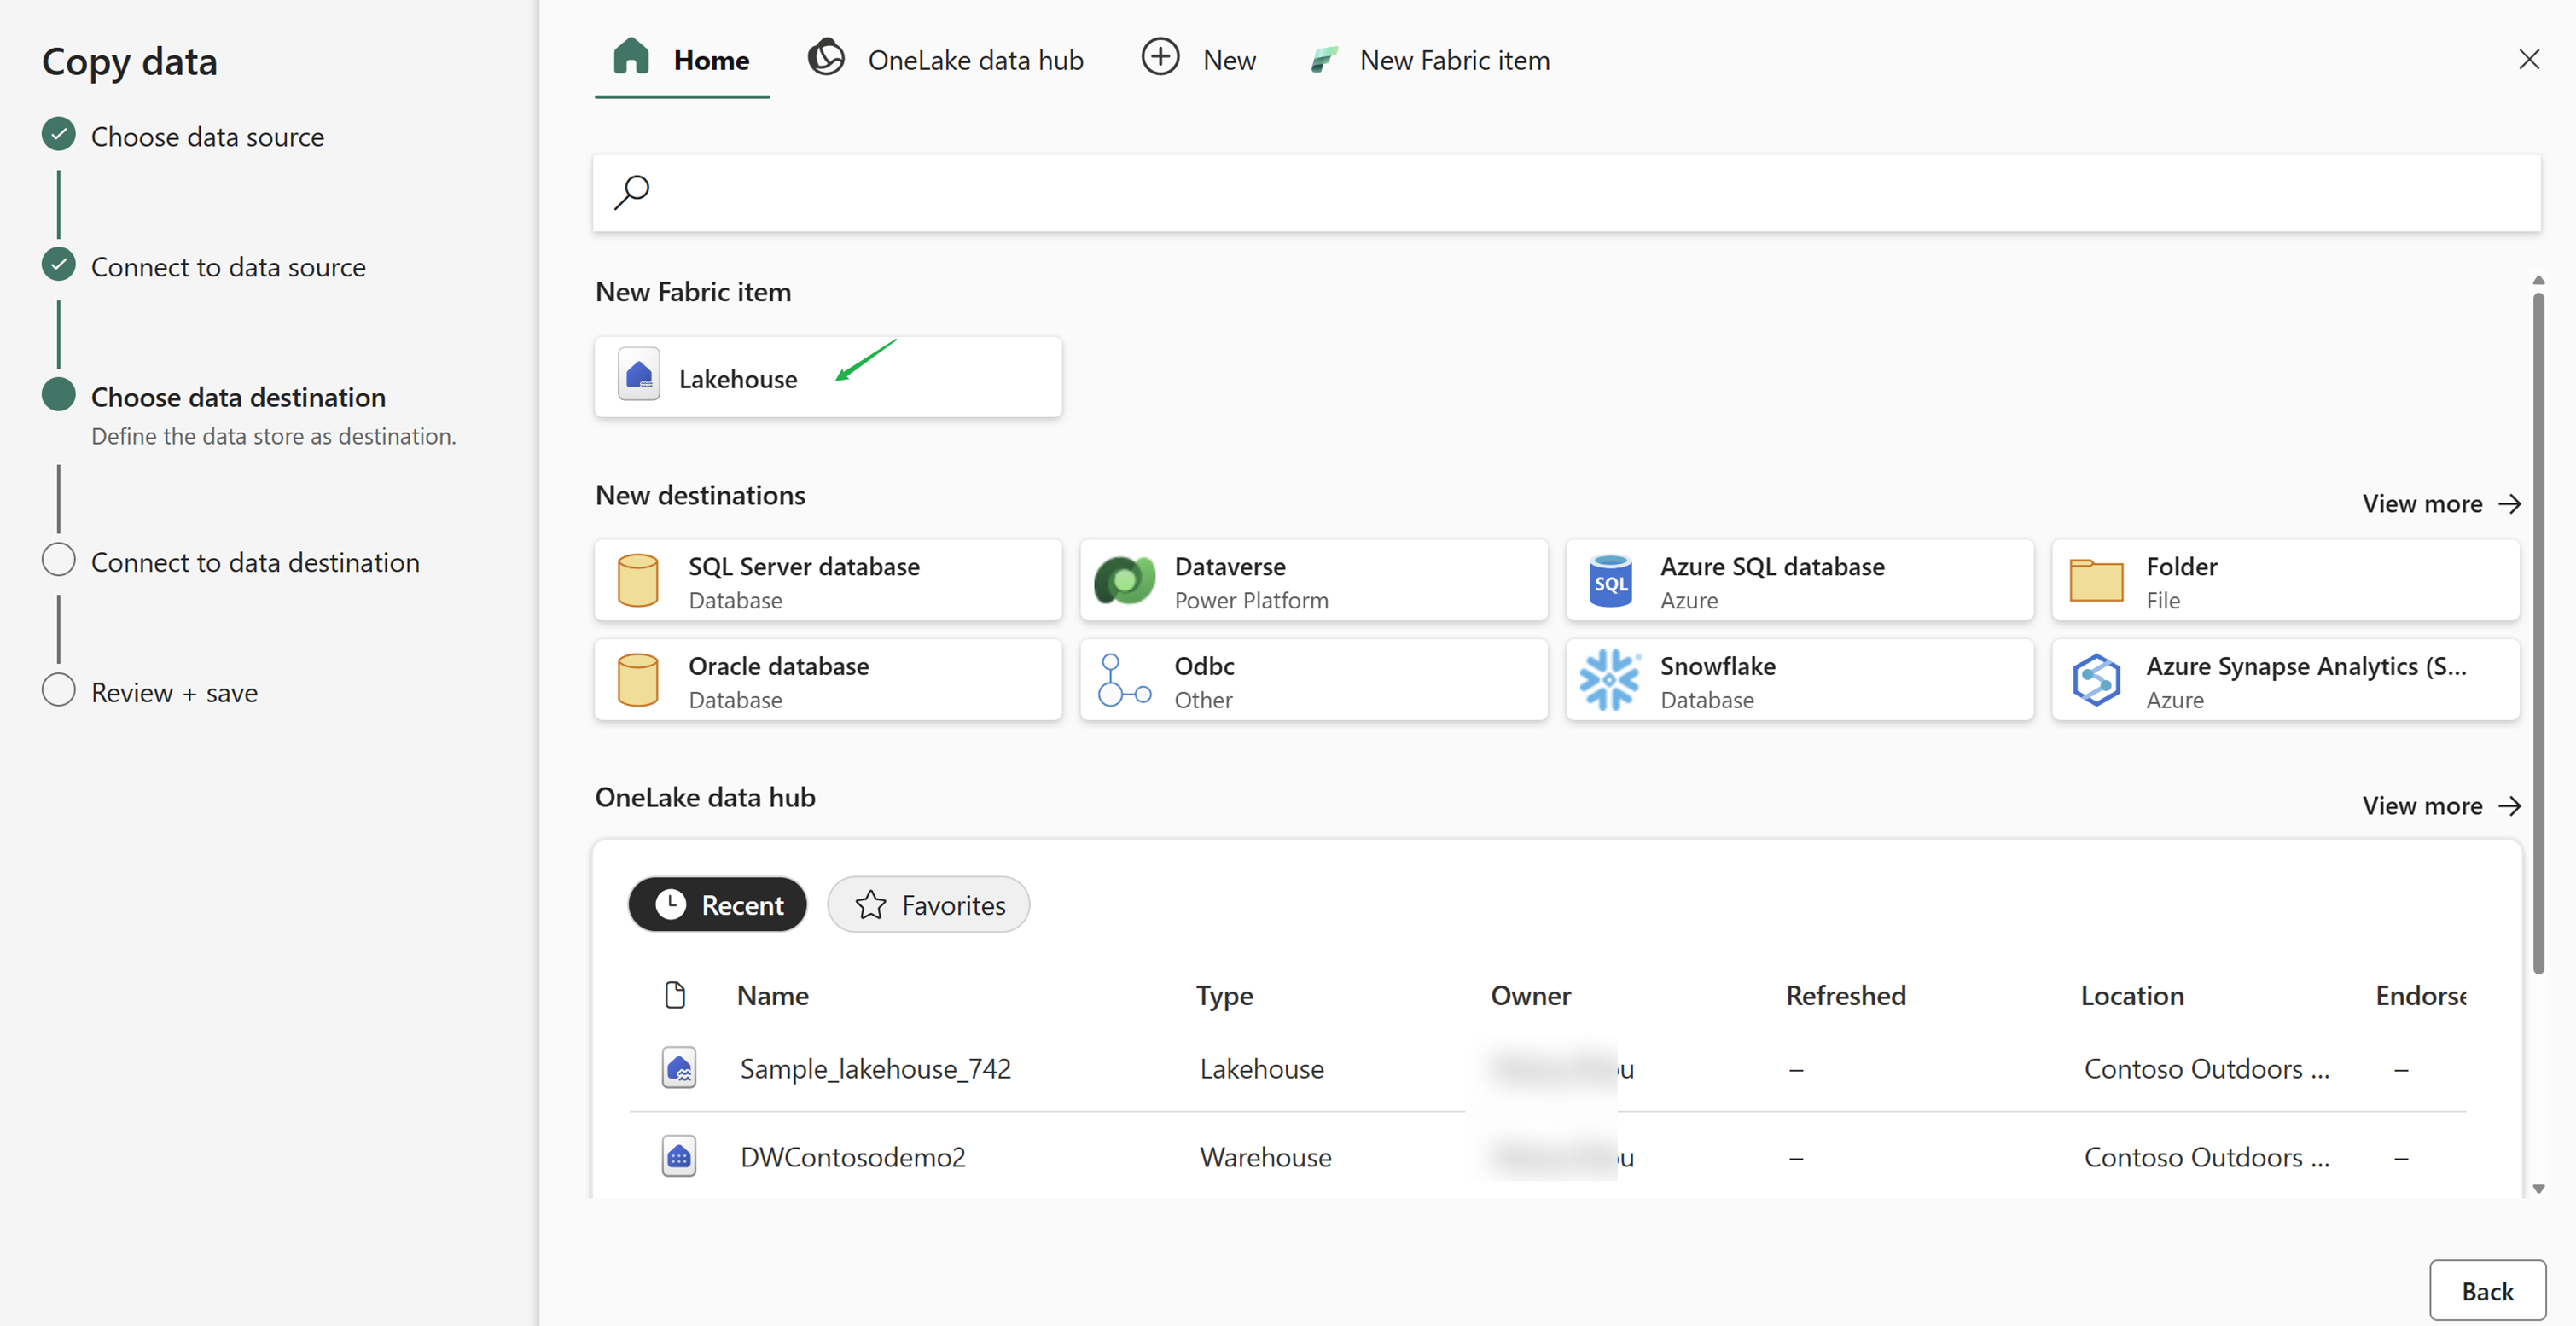 Copy data
Choose data source
Connect to data source
Choose data destination
Define the data store as destination.
Connect to data destination
Review + save
Home
OneLake data hub
New
New Fabric item
New Fabric item
Lakehouse
New destinations
View more
SQL Server database
Database
Dataverse
Power Platform
Azure SQL database
SQL
Azure
Folder
File
Oracle database
Database
Odbc
Other
Snowflake
Database
Azure Synapse Analytics (S...
Azure
OneLake data hub
View more
Recent
Favorites
Name Type Owner Refreshed Location Endorse
Sample_lakehouse_742 Lakehouse – Contoso Outdoors ... –
DWContosodemo2 Warehouse – Contoso Outdoors ... –
Back